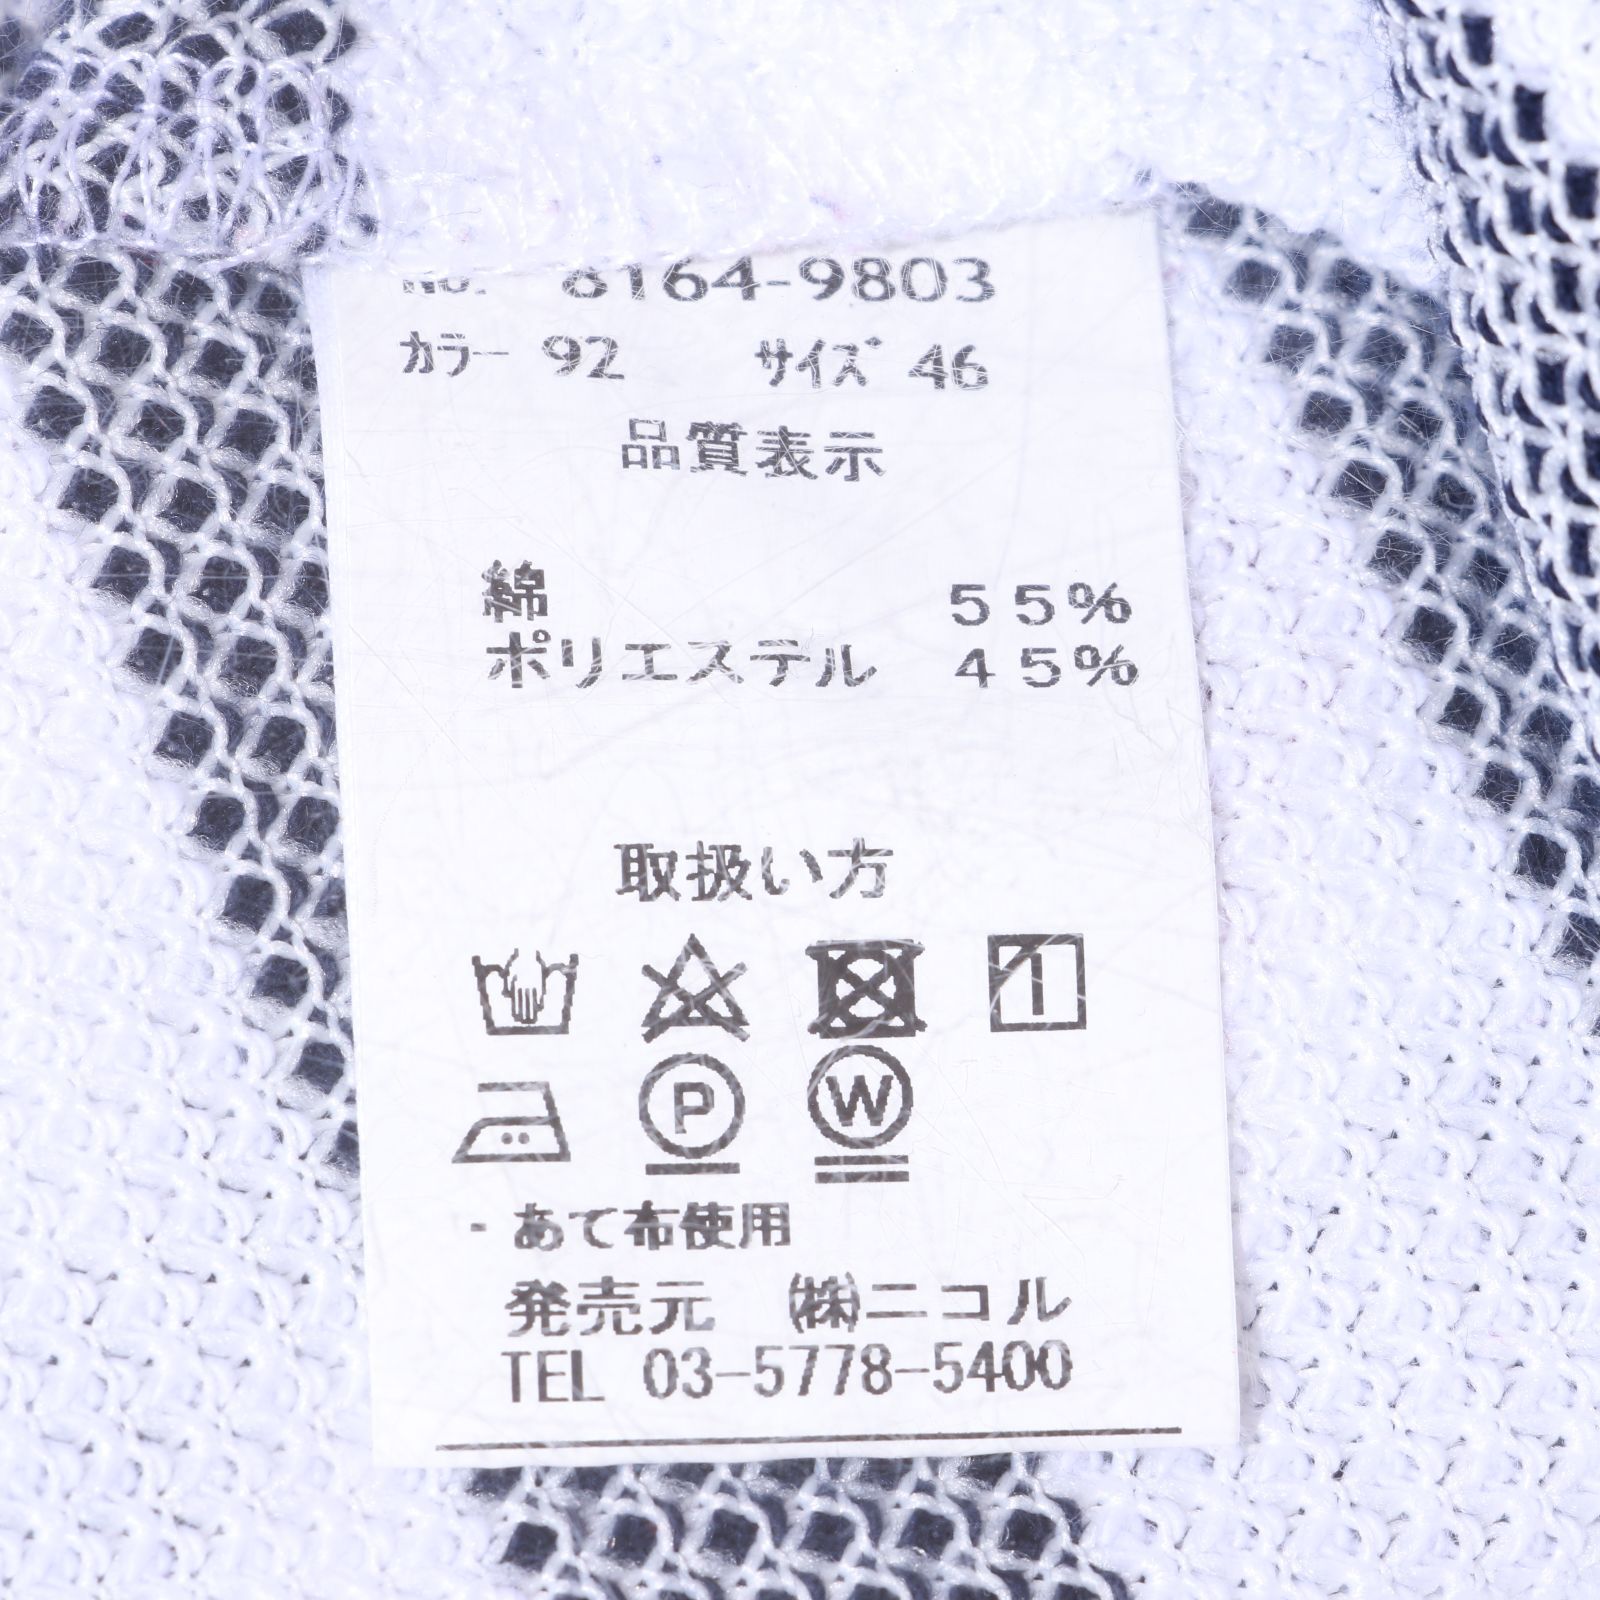 No. 8164-9803
カラー 92 サイズ 46
品質表示
綿 55%
ポリエステル 45%
取扱い方
P W
・あて布使用
発売元 ㈱ニコル
TEL 03-5778-5400